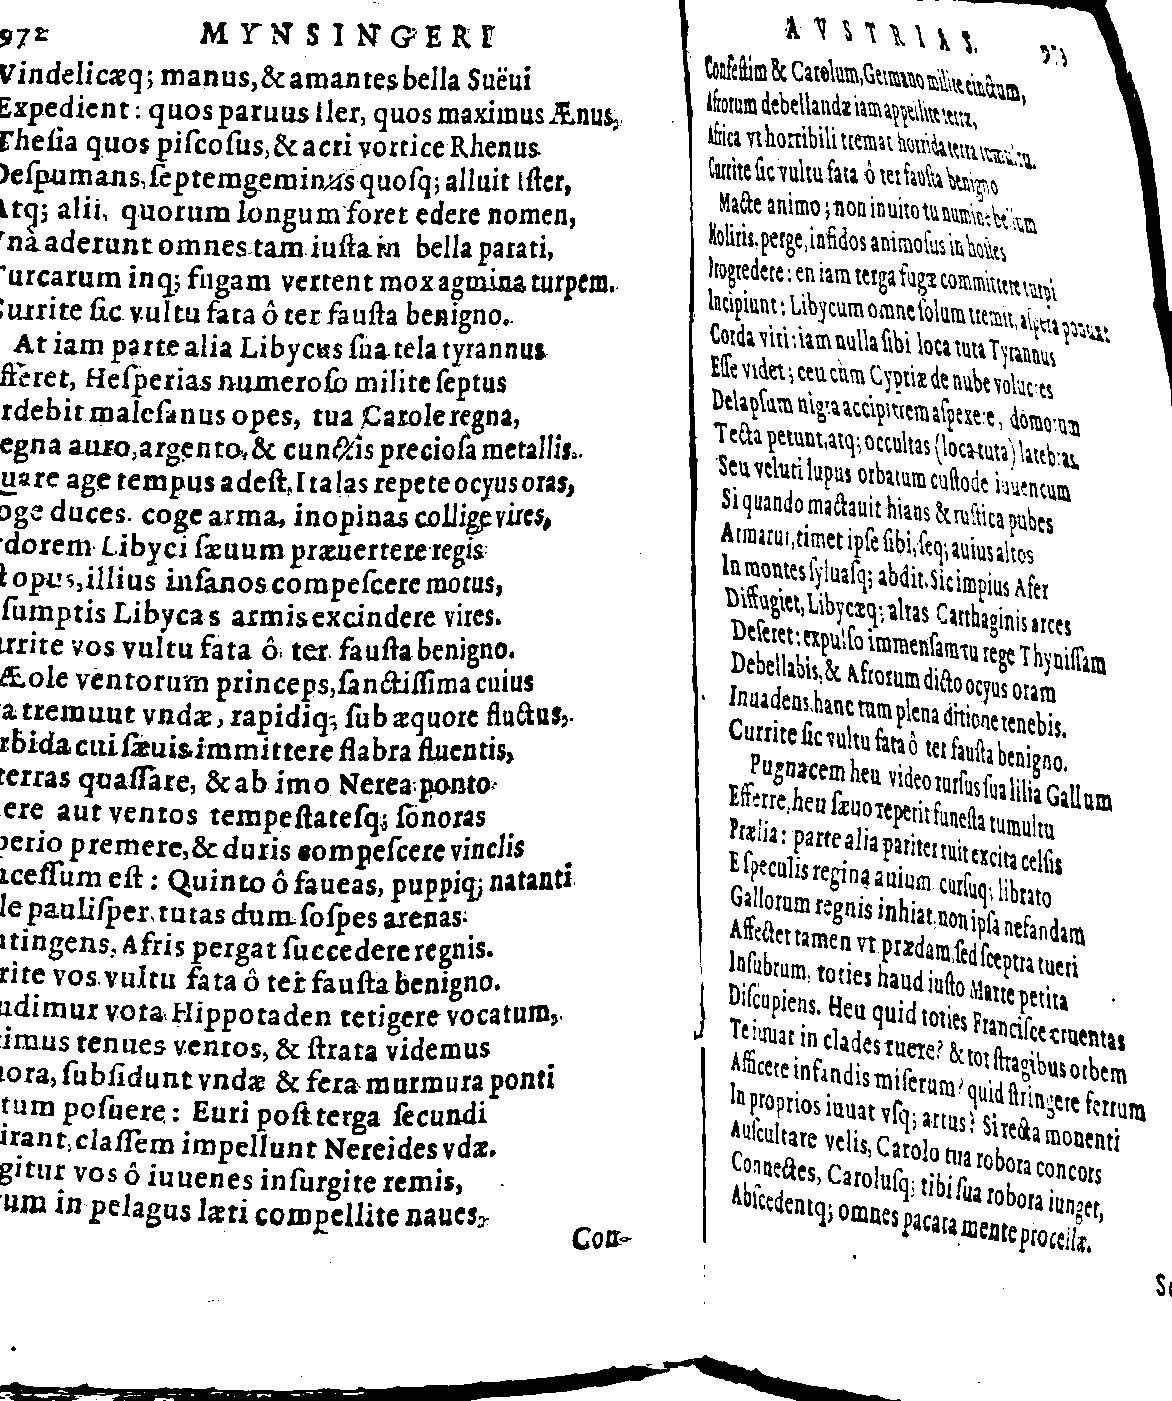 972 MYNSINGERI
Vindelicæq; manus, & amantes bella Suëui
Expedient: quos paruus Iler, quos maximus Ænus,
Thesia quos piscosus, & acri vortice Rhenus
Despumans, septemgeminus quosq; alluit Ister,
Atq; alii, quorum longum foret edere nomen,
Vnà aderunt omnes tam iusta in bella parati,
Turcarum inq; fugam vertent mox agmina turpem.
Currite sic vultu fata ô ter fausta benigno.
At iam parte alia Libycus sua tela tyrannus
fferet, Hesperias numeroso milite septus
rdebit malesanus opes, tua Carole regna,
egna auro, argento, & cunctis preciosa metallis.
uare age tempus adest, Italas repete ocyus oras,
oge duces. coge arma, inopinas collige vires,
rdorem Libyci sæuum præuertere regis
t opus, illius insanos compescere motus,
sumptis Libycas armis excindere vires.
urrite vos vultu fata ô ter fausta benigno.
Æole ventorum princeps, sanctissima cuius
a tremunt vndæ, rapidiq; sub æquore fluctus,
rbida cui sæuis immittere flabra fluentis,
terras quassare, & ab imo Nerea ponto
ere aut ventos tempestatesq; sonoras
perio premere, & duris compescere vinclis
ncessum est: Quinto ô faueas, puppiq; natanti
le paulisper. tutas dum sospes arenas
ntingens, Afris pergat succedere regnis.
rite vos vultu fata ô ter fausta benigno.
udimur vota Hippotaden tetigere vocatum,
timus tenues ventos, & strata videmus
nora, subsidunt vndæ & fera murmura ponti
tum posuere: Euri post terga secundi
irant, classem impellunt Nereides vdæ.
gitur vos ô iuuenes insurgite remis,
um in pelagus læti compellite naues,
Con-
AVSTRIAS. 973
Confestim & Carolum, Germano milite cinctum,
Afrorum debellandæ iam appellite terræ,
Africa vt horribili tremat horrida terra
Currite sic vultu fata ô ter fausta benigno
Macte animo; non inuito tu numine bellum
Moliris. perge, infidos animosus in hostes
Progredere: en iam terga fugæ committere turpi
Incipiunt: Libycum omne solum tremit, aspera
Corda viri: iam nulla sibi loca tuta Tyrannus
Esse videt; ceu cùm Cypriæ de nube volucres
Delapsum nigra accipitrem aspexere, domorum
Tecta petunt, atq; occultas (loca tuta) latebras.
Seu veluti lupus orbatum custode iuuencum
Si quando mactauit hians & rustica pubes
Armatur, timet ipse sibi, seq; auius altos
In montes syluasq; abdit. Sic impius Afer
Diffugiet, Libycæq; altas Carthaginis arces
Deseret: expulso immensam tu rege Thynissam
Debellabis, & Afrorum dicto ocyus oram
Inuadens, hanc tum plena ditione tenebis.
Currite sic vultu fata ô ter fausta benigno.
Pugnacem heu video rursus sua lilia Gallum
Efferre, heu sæuo reperit funesta tumultu
Prælia: parte alia pariter ruit excita celsis
E speculis regina auium cursuq; librato
Gallorum regnis inhiat, non ipsa nefandam
Affectet tamen vt prædam, sed sceptra tueri
Insubrum, toties haud iusto Marte petita
Discupiens. Heu quid toties Francisce cruentas
Te iuuat in clades ruere? & tot stragibus orbem
Afficere infandis miserum? quid stringere ferrum
In proprios iuuat vsq; artus? Si recta monenti
Auscultare velis, Carolo tua robora concors
Connectes, Carolusq; tibi sua robora iunget,
Abscedentq; omnes pacata mente procellæ.